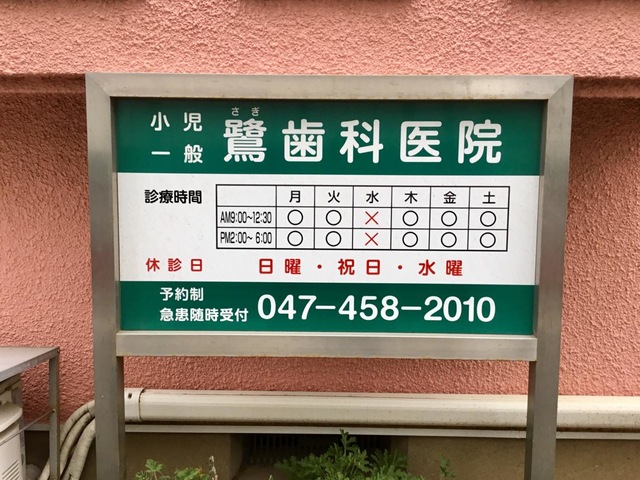 小児
一般
さぎ
鷺歯科医院
診療時間
月 火 水 木 金 土
AM9:00~12:30 ○ ○ × ○ ○ ○
PM2:00~6:00 ○ ○ × ○ ○ ○
休診日 日曜・祝日・水曜
予約制
急患随時受付 047-458-2010